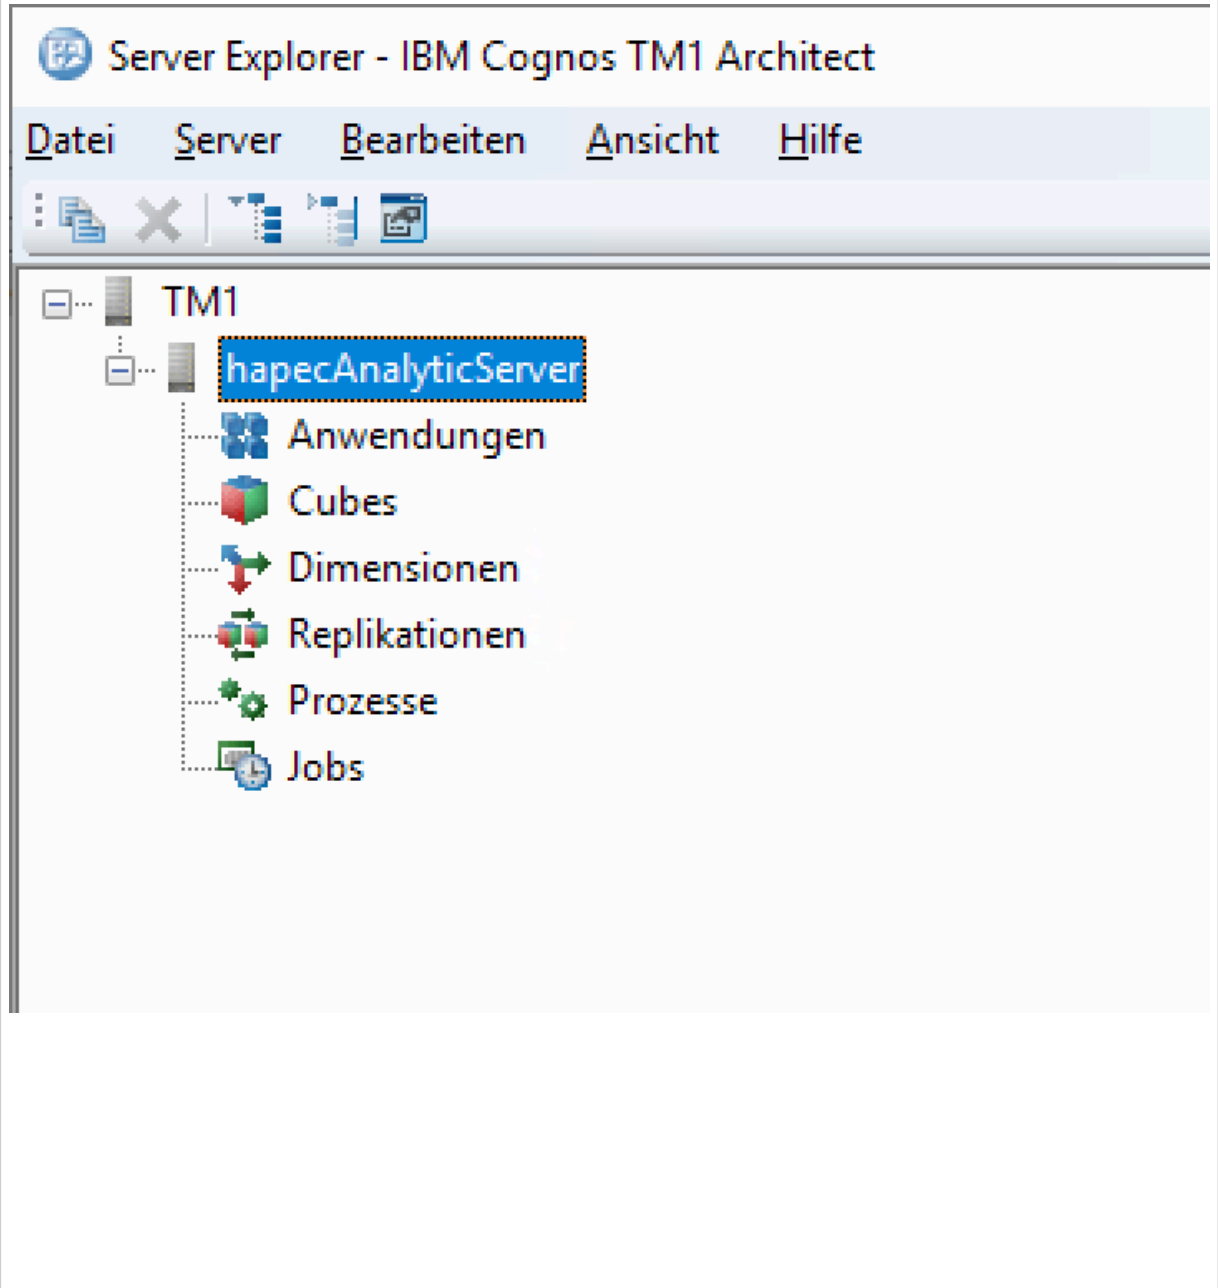 Server Explorer - IBM Cognos TM1 Architect
Datei Server Bearbeiten Ansicht Hilfe
TM1
hapecAnalyticServer
Anwendungen
Cubes
Dimensionen
Replikationen
Prozesse
Jobs